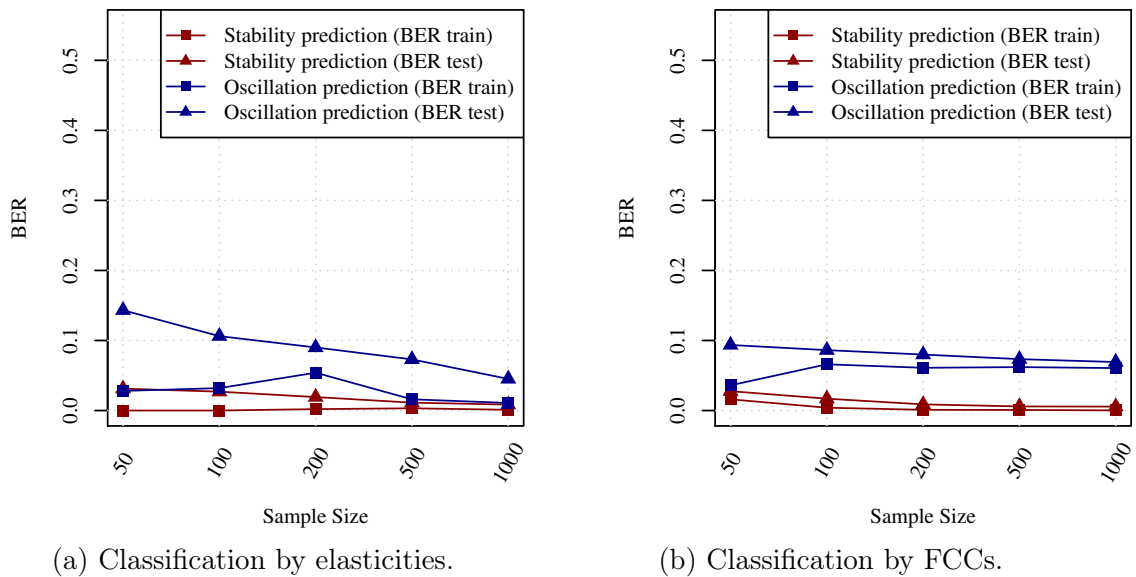 Stability prediction (BER train)
Stability prediction (BER test)
Oscillation prediction (BER train)
Oscillation prediction (BER test)
0.5
0.4
0.3
0.2
0.1
0.0
BER
50
100
200
500
1000
Sample Size
(a) Classification by elasticities.
Stability prediction (BER train)
Stability prediction (BER test)
Oscillation prediction (BER train)
Oscillation prediction (BER test)
0.5
0.4
0.3
0.2
0.1
0.0
BER
50
100
200
500
1000
Sample Size
(b) Classification by FCCs.